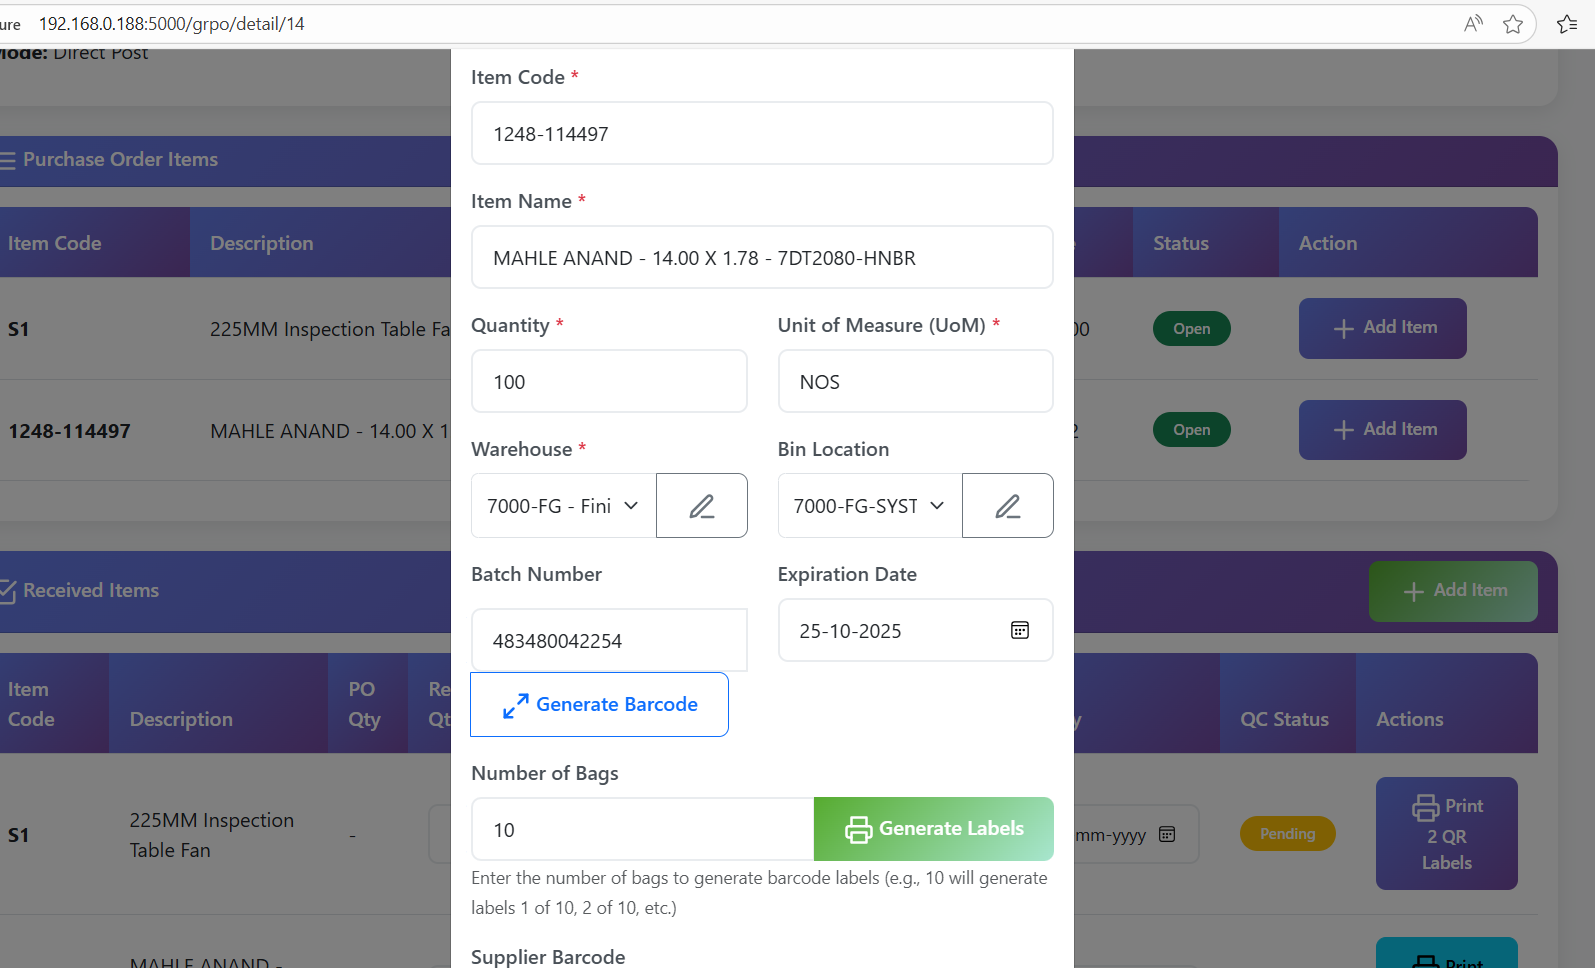 192.168.0.188:5000/grpo/detail/14
Mode: Direct Post
Item Code *
1248-114497
Item Name *
MAHLE ANAND - 14.00 X 1.78 - 7DT2080-HNBR
Quantity *
Unit of Measure (UoM) *
100
NOS
Warehouse *
Bin Location
7000-FG - Fini
7000-FG-SYST
Batch Number
Expiration Date
483480042254
25-10-2025
Generate Barcode
Number of Bags
10
Generate Labels
Enter the number of bags to generate barcode labels (e.g., 10 will generate
labels 1 of 10, 2 of 10, etc.)
Supplier Barcode
Purchase Order Items
Item Code
Description
Status
Action
S1
225MM Inspection Table Fa
Open
Add Item
1248-114497
MAHLE ANAND - 14.00 X 1
Open
Add Item
Received Items
Add Item
Item
Code
Description
PO
Qty
QC Status
Actions
S1
225MM Inspection
Table Fan
-
mm-yyyy
Pending
Print
2 QR
Labels
MAHLE ANAND -
Print